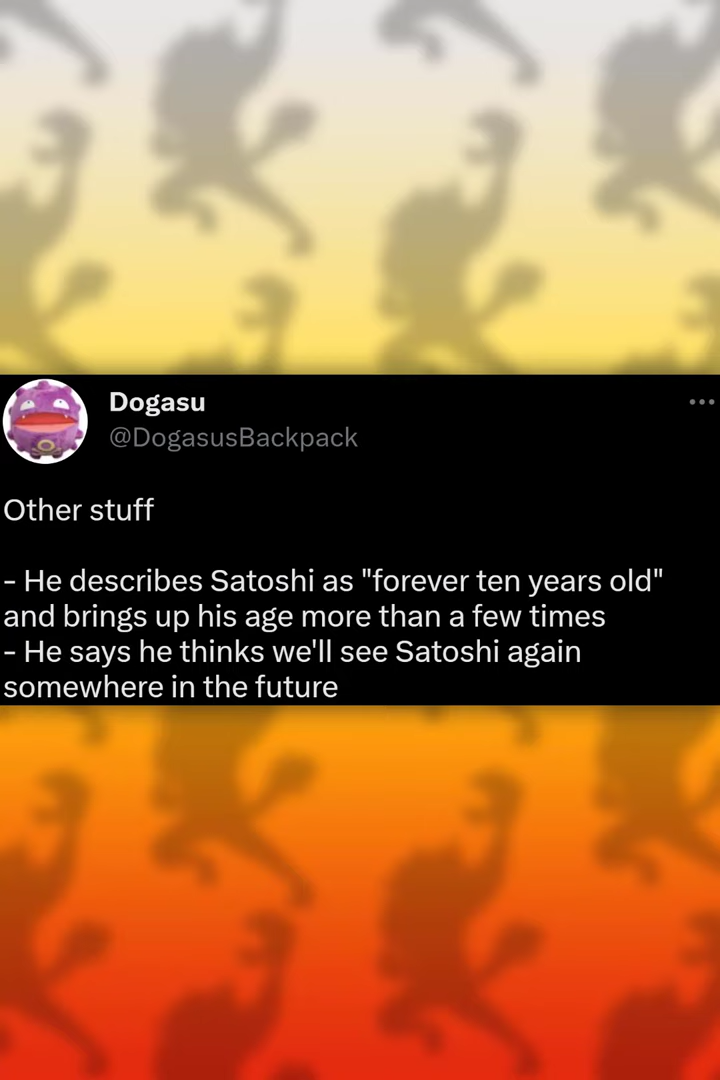 Dogasu
@DogasusBackpack
Other stuff
- He describes Satoshi as "forever ten years old"
and brings up his age more than a few times
- He says he thinks we'll see Satoshi again
somewhere in the future